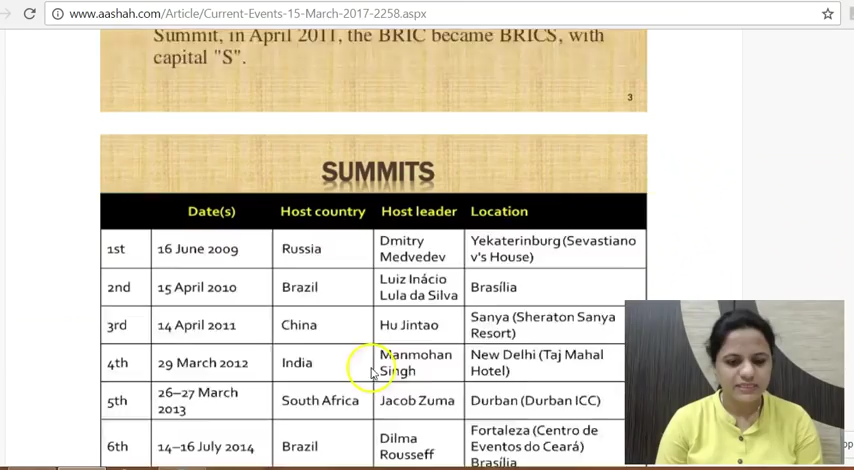 www.aashah.com/Article/Current-Events-15-March-2017-2258.aspx
Summit, in April 2011, the BRIC became BRICS, with
capital "S".
3
SUMMITS
Date(s) Host country Host leader Location
1st 16 June 2009 Russia Dmitry Medvedev Yekaterinburg (Sevastiano v's House)
2nd 15 April 2010 Brazil Luiz Inácio Lula da Silva Brasília
3rd 14 April 2011 China Hu Jintao Sanya (Sheraton Sanya Resort)
4th 29 March 2012 India Manmohan Singh New Delhi (Taj Mahal Hotel)
5th 26–27 March 2013 South Africa Jacob Zuma Durban (Durban ICC)
6th 14–16 July 2014 Brazil Dilma Rousseff Fortaleza (Centro de Eventos do Ceará) Brasília